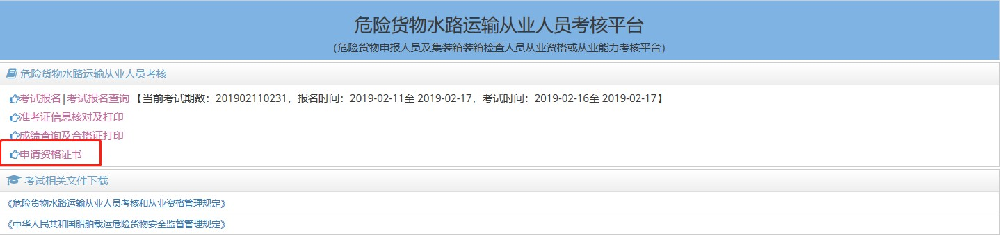 危险货物水路运输从业人员考核平台
(危险货物申报人员及集装箱装箱检查人员从业资格或从业能力考核平台)
危险货物水路运输从业人员考核
考试报名|考试报名查询 【当前考试期数：201902110231，报名时间：2019-02-11至 2019-02-17，考试时间：2019-02-16至 2019-02-17】
准考证信息核对及打印
成绩查询及合格证打印
申请资格证书
考试相关文件下载
《危险货物水路运输从业人员考核和从业资格管理规定》
《中华人民共和国船舶载运危险货物安全监督管理规定》